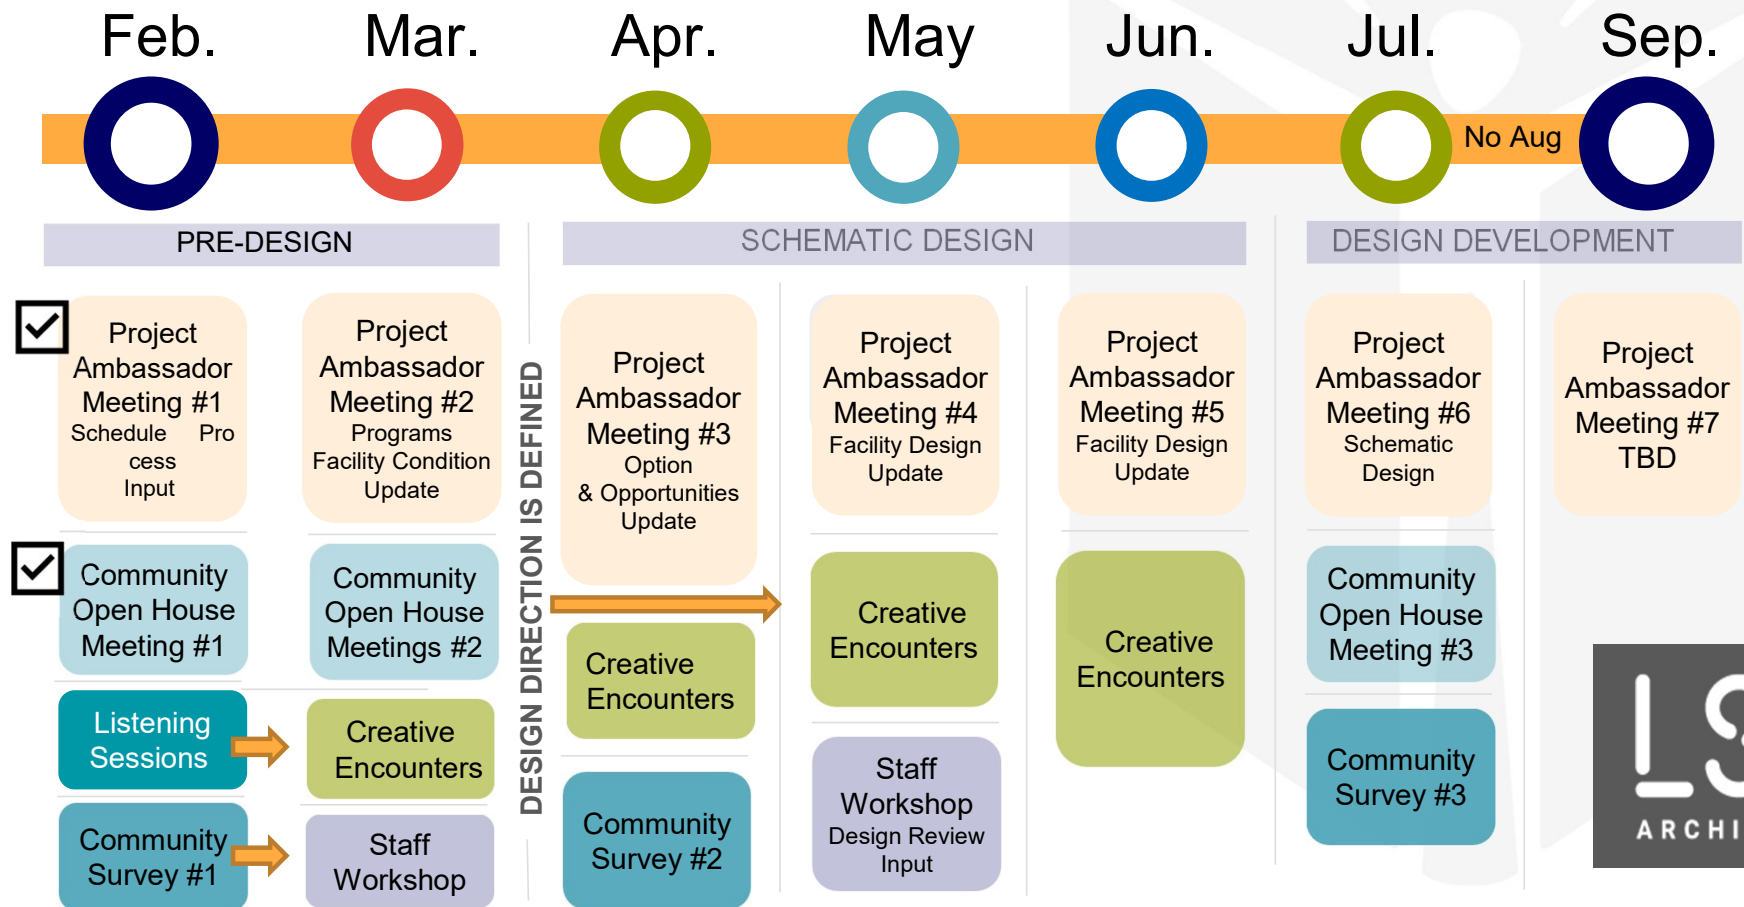 Feb. Mar. Apr. May Jun. Jul. Sep.
No Aug
PRE-DESIGN
SCHEMATIC DESIGN
DESIGN DEVELOPMENT
Project
Ambassador
Meeting #1
Schedule Pro
cess
Input
Project
Ambassador
Meeting #2
Programs
Facility Condition
Update
DESIGN DIRECTION IS DEFINED
Project
Ambassador
Meeting #3
Option
& Opportunities
Update
Project
Ambassador
Meeting #4
Facility Design
Update
Project
Ambassador
Meeting #5
Facility Design
Update
Project
Ambassador
Meeting #6
Schematic
Design
Project
Ambassador
Meeting #7
TBD
Community
Open House
Meeting #1
Community
Open House
Meetings #2
Creative
Encounters
Creative
Encounters
Creative
Encounters
Community
Open House
Meeting #3
Listening
Sessions
Creative
Encounters
Community
Survey #1
Staff
Workshop
Community
Survey #2
Staff
Workshop
Design Review
Input
Community
Survey #3
LS
ARCHI